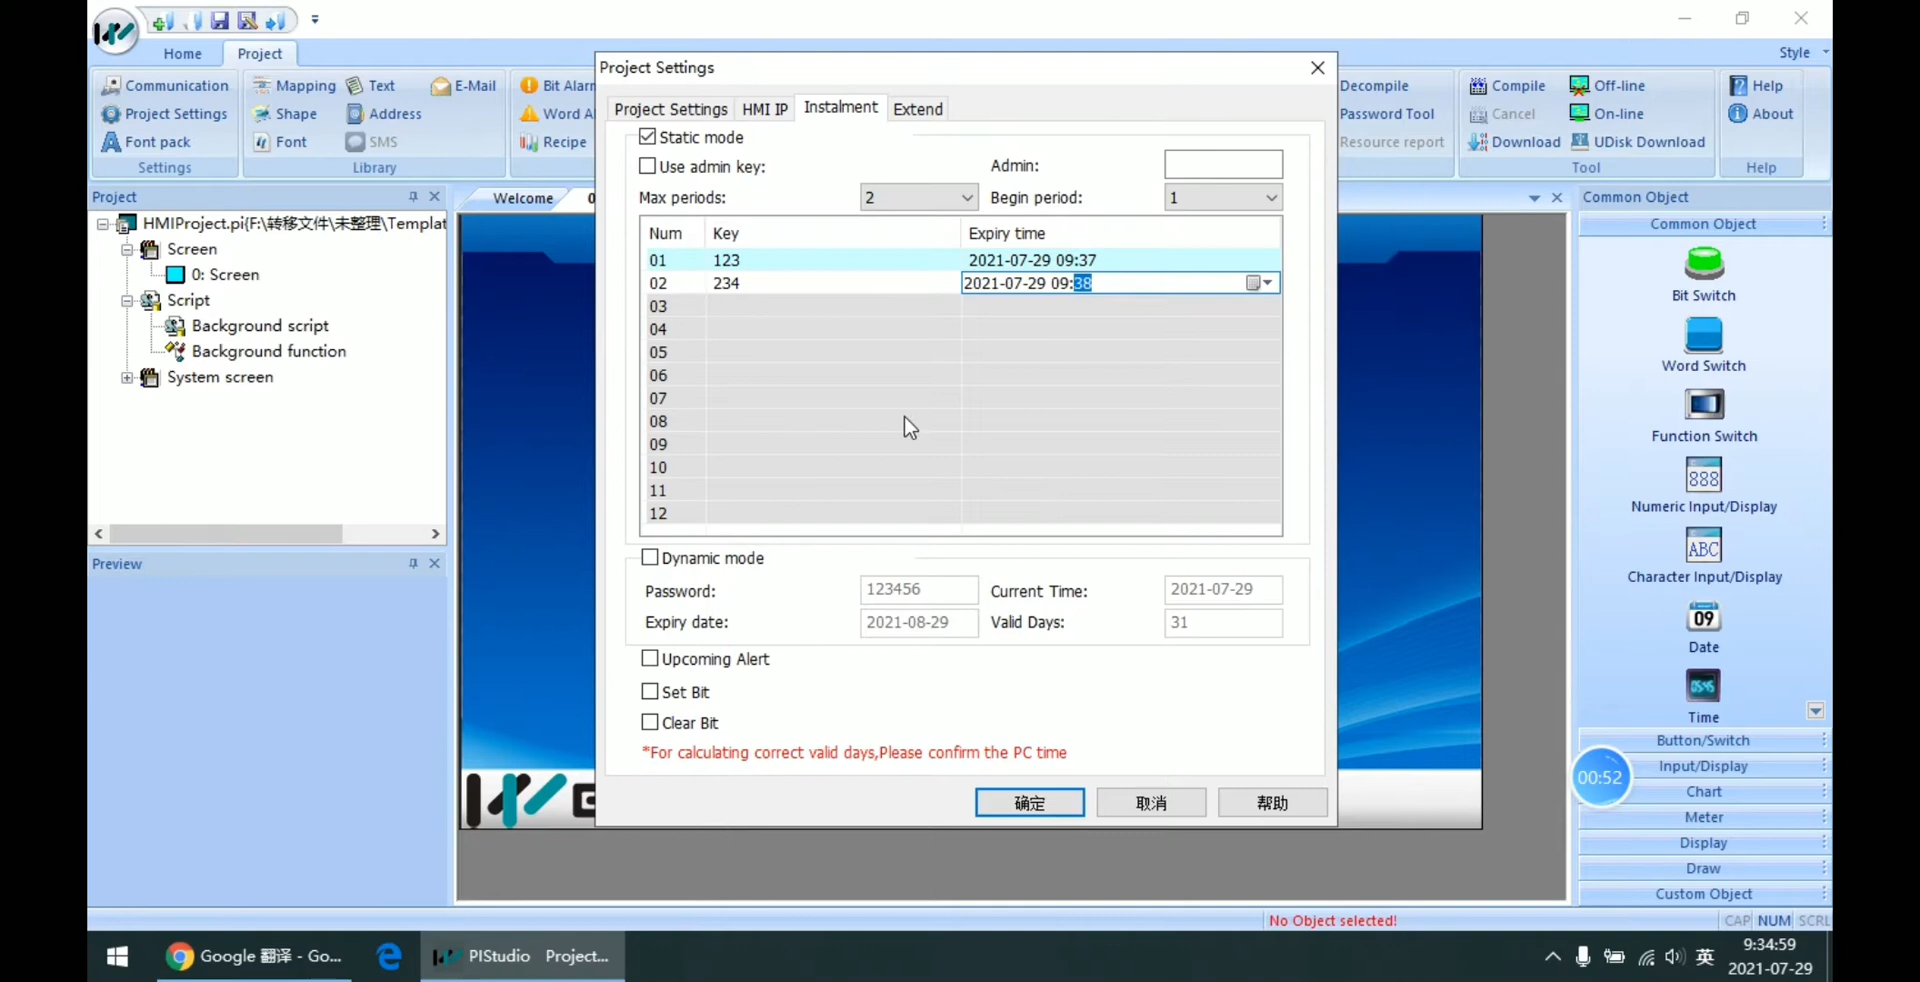 Home
Project
Style
Communication
Project Settings
Font pack
Settings
Mapping
Text
E-Mail
Shape
Address
Font
SMS
Library
Bit Alarm
Word A
Recipe
Decompile
Password Tool
Resource report
Compile
Off-line
Cancel
On-line
Download
UDisk Download
Tool
Help
About
Help
Project
HMIProject.pi{F:\转移文件\未整理\Templat
Screen
0: Screen
Script
Background script
Background function
System screen
Preview
Welcome
0
Project Settings
Project Settings
HMI IP
Instalment
Extend
Static mode
Use admin key:
Admin:
Max periods:
2
Begin period:
1
Num Key Expiry time
01 123 2021-07-29 09:37
02 234 2021-07-29 09:38
03
04
05
06
07
08
09
10
11
12
Dynamic mode
Password: 123456 Current Time: 2021-07-29
Expiry date: 2021-08-29 Valid Days: 31
Upcoming Alert
Set Bit
Clear Bit
*For calculating correct valid days,Please confirm the PC time
确定
取消
帮助
Common Object
Common Object
Bit Switch
Word Switch
Function Switch
888
Numeric Input/Display
ABC
Character Input/Display
09
Date
05:45
Time
Button/Switch
Input/Display
Chart
Meter
Display
Draw
Custom Object
00:52
No Object selected!
CAP NUM SCRL
Google 翻译 - Go...
PIStudio Project...
英
9:34:59
2021-07-29